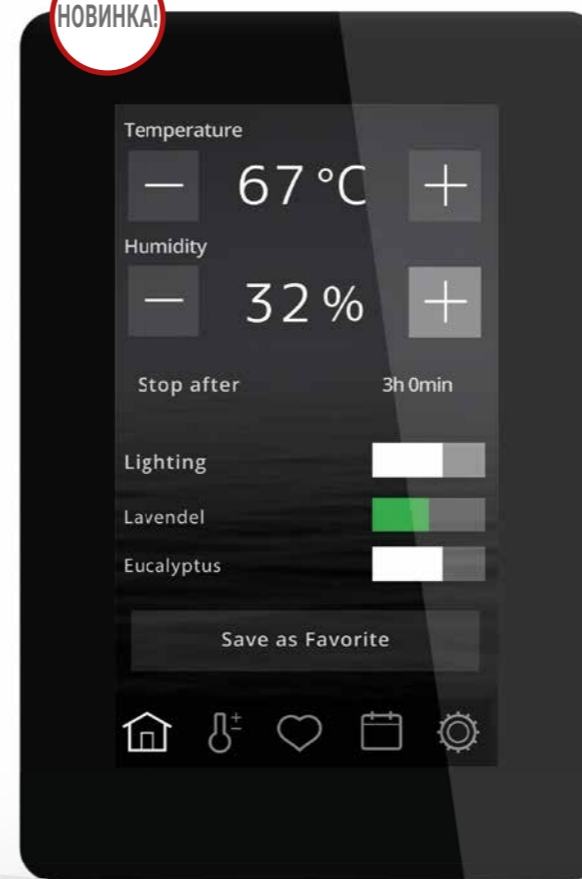 НОВИНКА!
Temperature
− 67 °C +
Humidity
− 32 % +
Stop after 3h 0min
Lighting
Lavendel
Eucalyptus
Save as Favorite